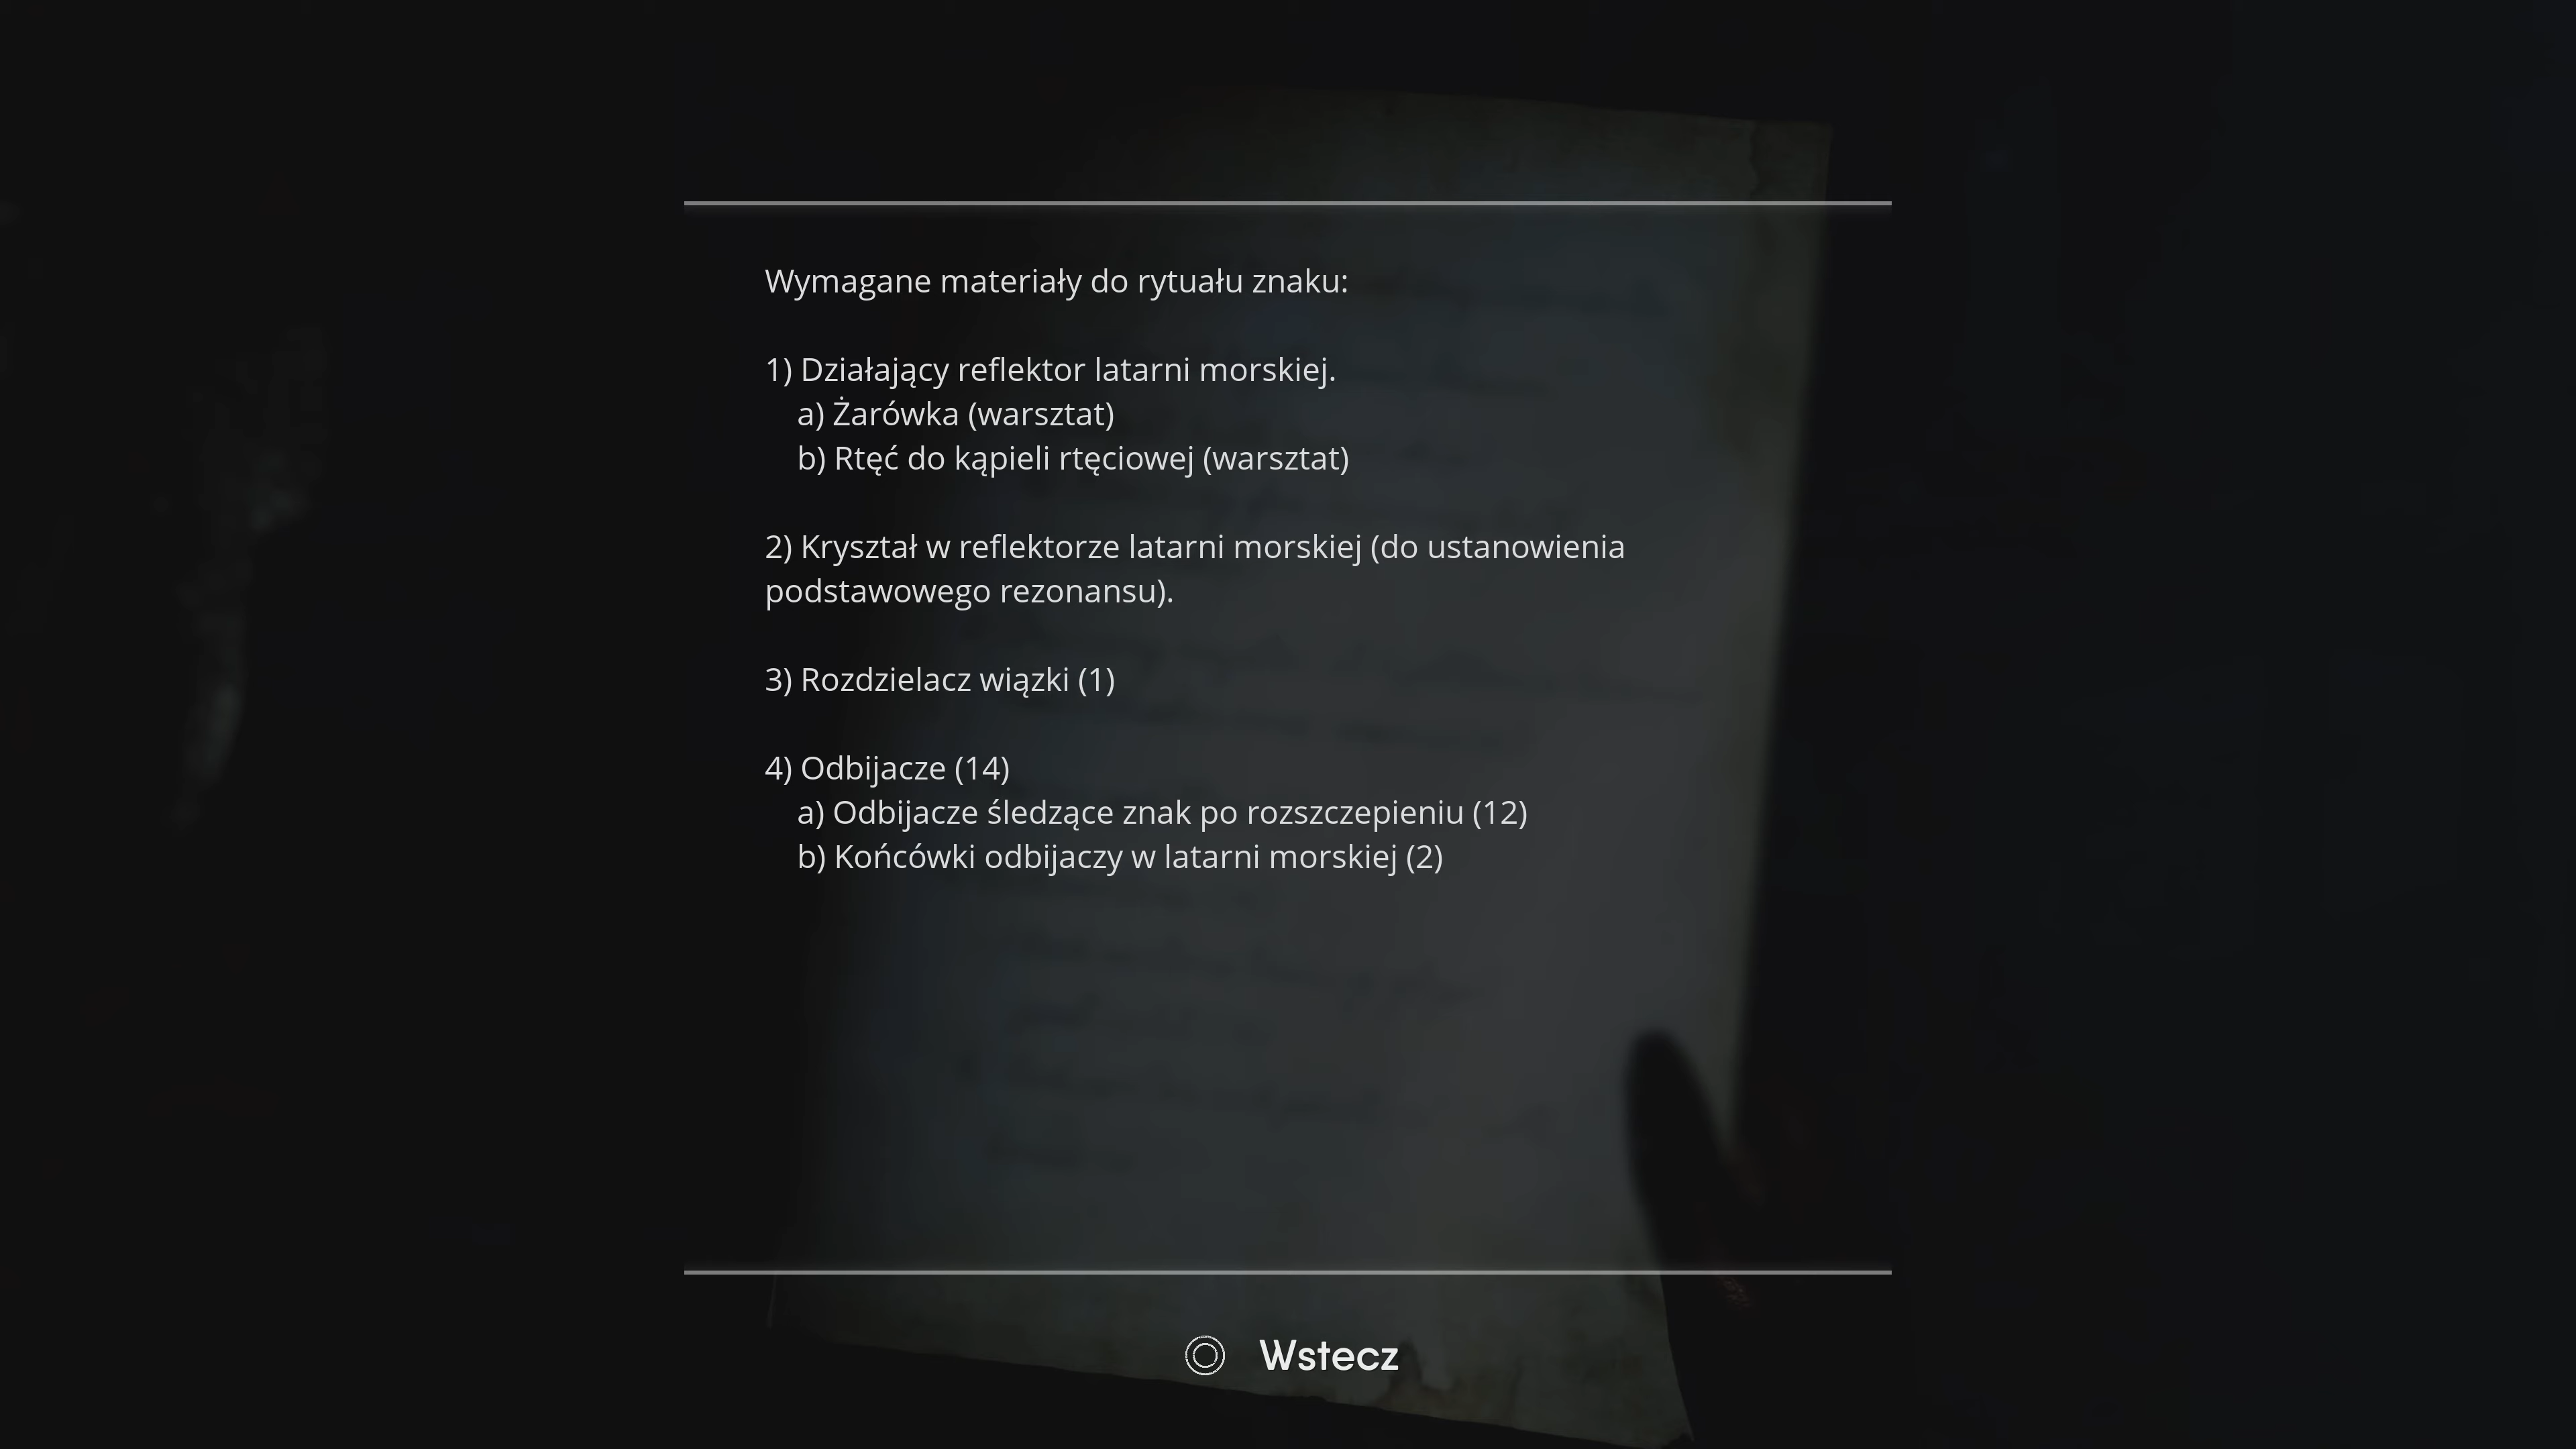 Wymagane materiały do rytuału znaku:
1) Działający reflektor latarni morskiej.
a) Żarówka (warsztat)
b) Rtęć do kąpieli rtęciowej (warsztat)
2) Kryształ w reflektorze latarni morskiej (do ustanowienia
podstawowego rezonansu).
3) Rozdzielacz wiązki (1)
4) Odbijacze (14)
a) Odbijacze śledzące znak po rozszczepieniu (12)
b) Końcówki odbijaczy w latarni morskiej (2)
Wstecz